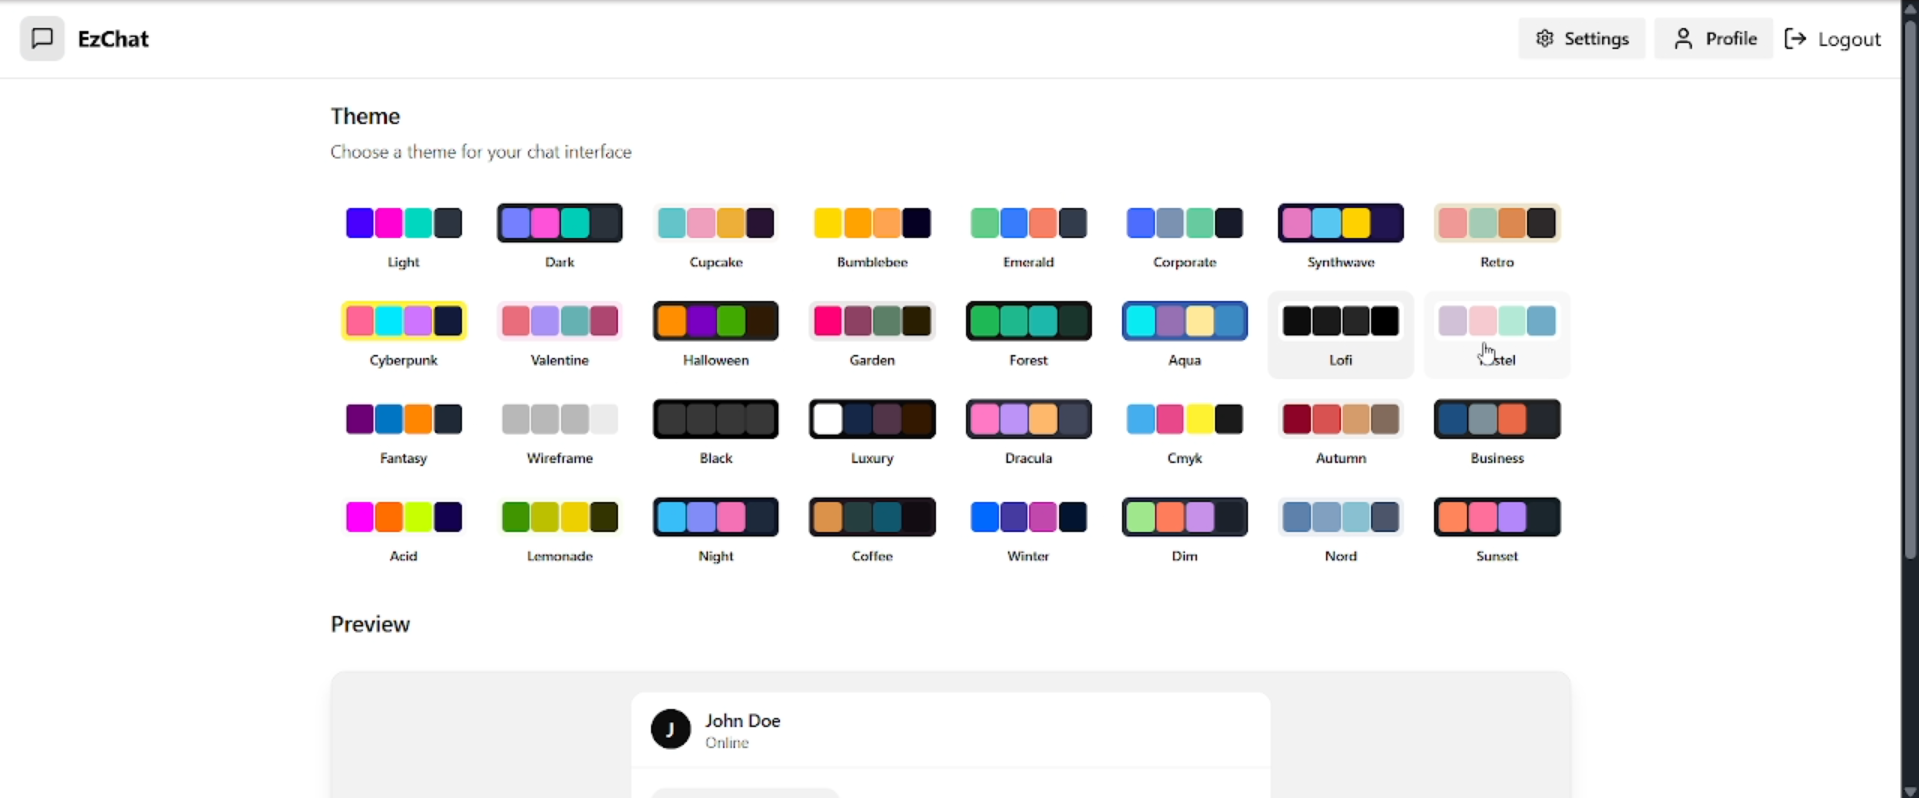 EzChat
Settings Profile Logout
Theme
Choose a theme for your chat interface
Light Dark Cupcake Bumblebee Emerald Corporate Synthwave Retro
Cyberpunk Valentine Halloween Garden Forest Aqua Lofi
Fantasy Wireframe Black Luxury Dracula Cmyk Autumn Business
Acid Lemonade Night Coffee Winter Dim Nord Sunset
Preview
J
John Doe
Online